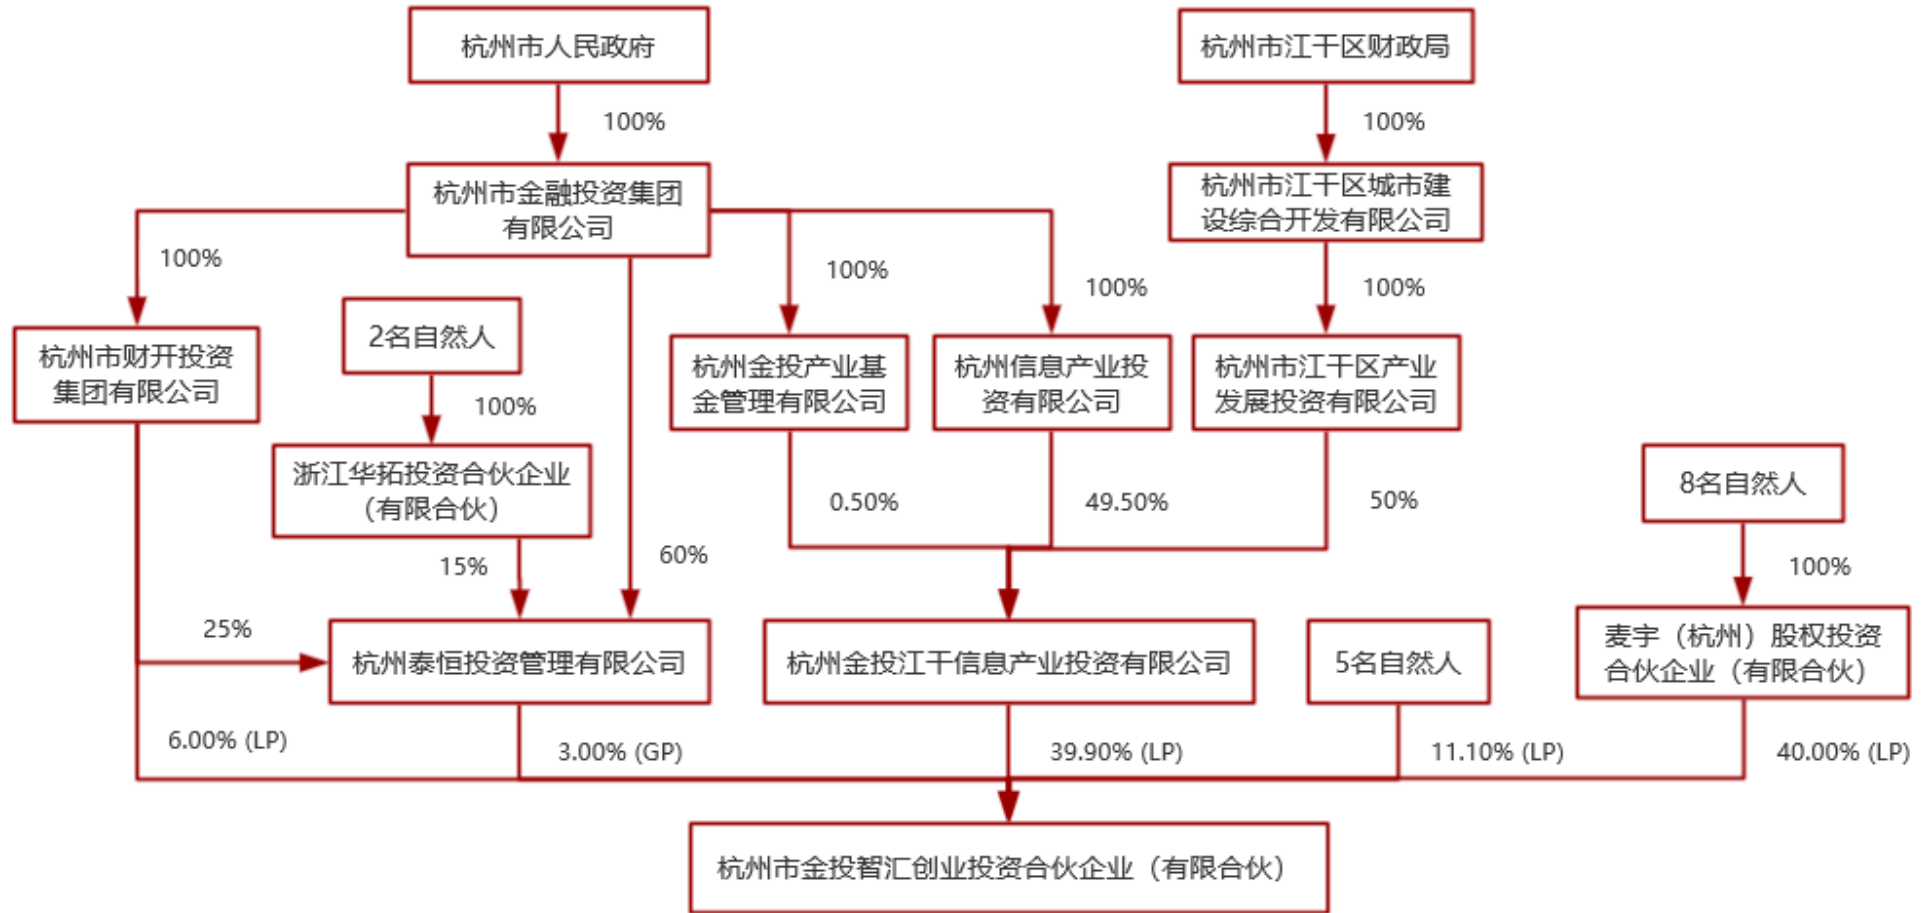 杭州市人民政府
杭州市江干区财政局
100%
100%
杭州市金融投资集团
有限公司
杭州市江干区城市建
设综合开发有限公司
100%
100%
100%
100%
2名自然人
杭州市财开投资
集团有限公司
杭州金投产业基
金管理有限公司
杭州信息产业投
资有限公司
杭州市江干区产业
发展投资有限公司
100%
浙江华拓投资合伙企业
（有限合伙）
8名自然人
0.50%
49.50%
50%
15%
60%
100%
25%
杭州泰恒投资管理有限公司
杭州金投江干信息产业投资有限公司
5名自然人
麦宇（杭州）股权投资
合伙企业（有限合伙）
6.00% (LP)
3.00% (GP)
39.90% (LP)
11.10% (LP)
40.00% (LP)
杭州市金投智汇创业投资合伙企业（有限合伙）